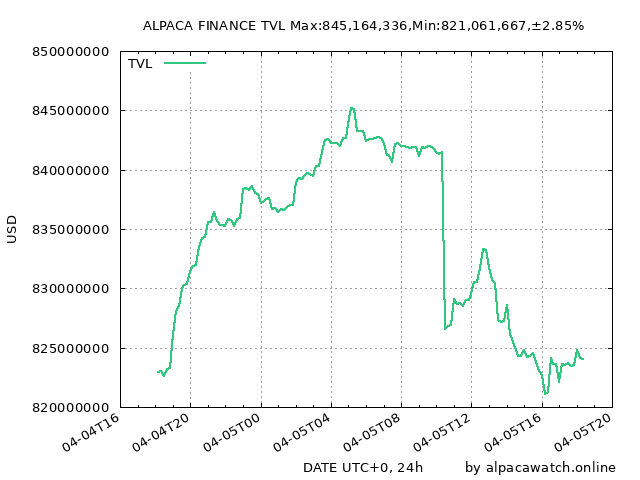 ALPACA FINANCE TVL Max:845,164,336,Min:821,061,667,±2.85%
TVL
850000000
845000000
840000000
835000000
830000000
825000000
820000000
USD
04-04T16
04-04T20
04-05T00
04-05T04
04-05T08
04-05T12
04-05T16
04-05T20
DATE UTC+0, 24h
by alpacawatch.online